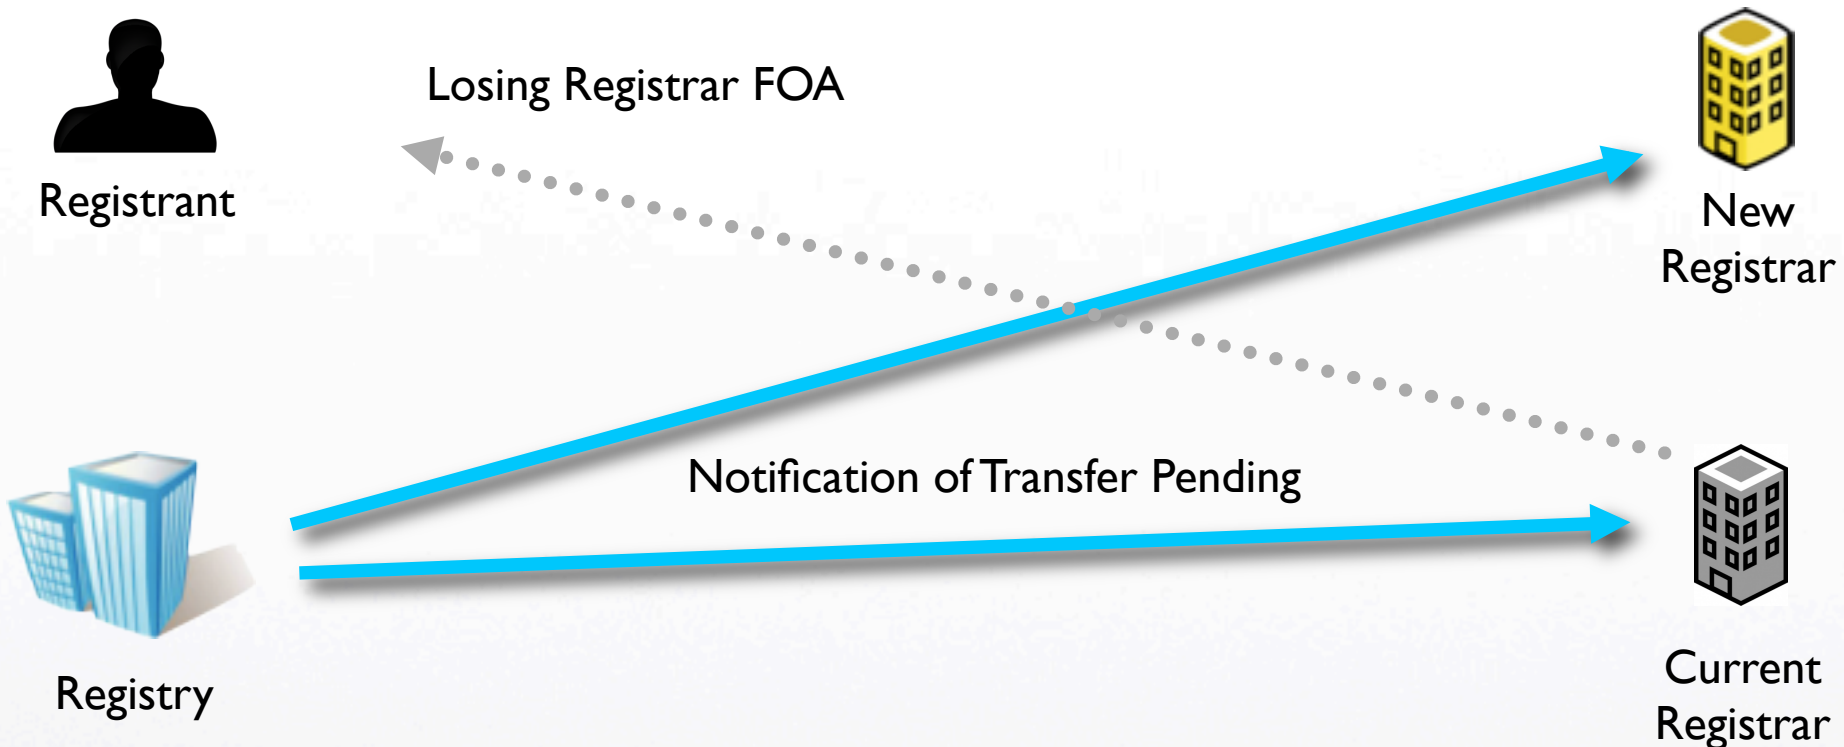 Losing Registrar FOA
Registrant
New
Registrar
Notification of Transfer Pending
Registry
Current
Registrar